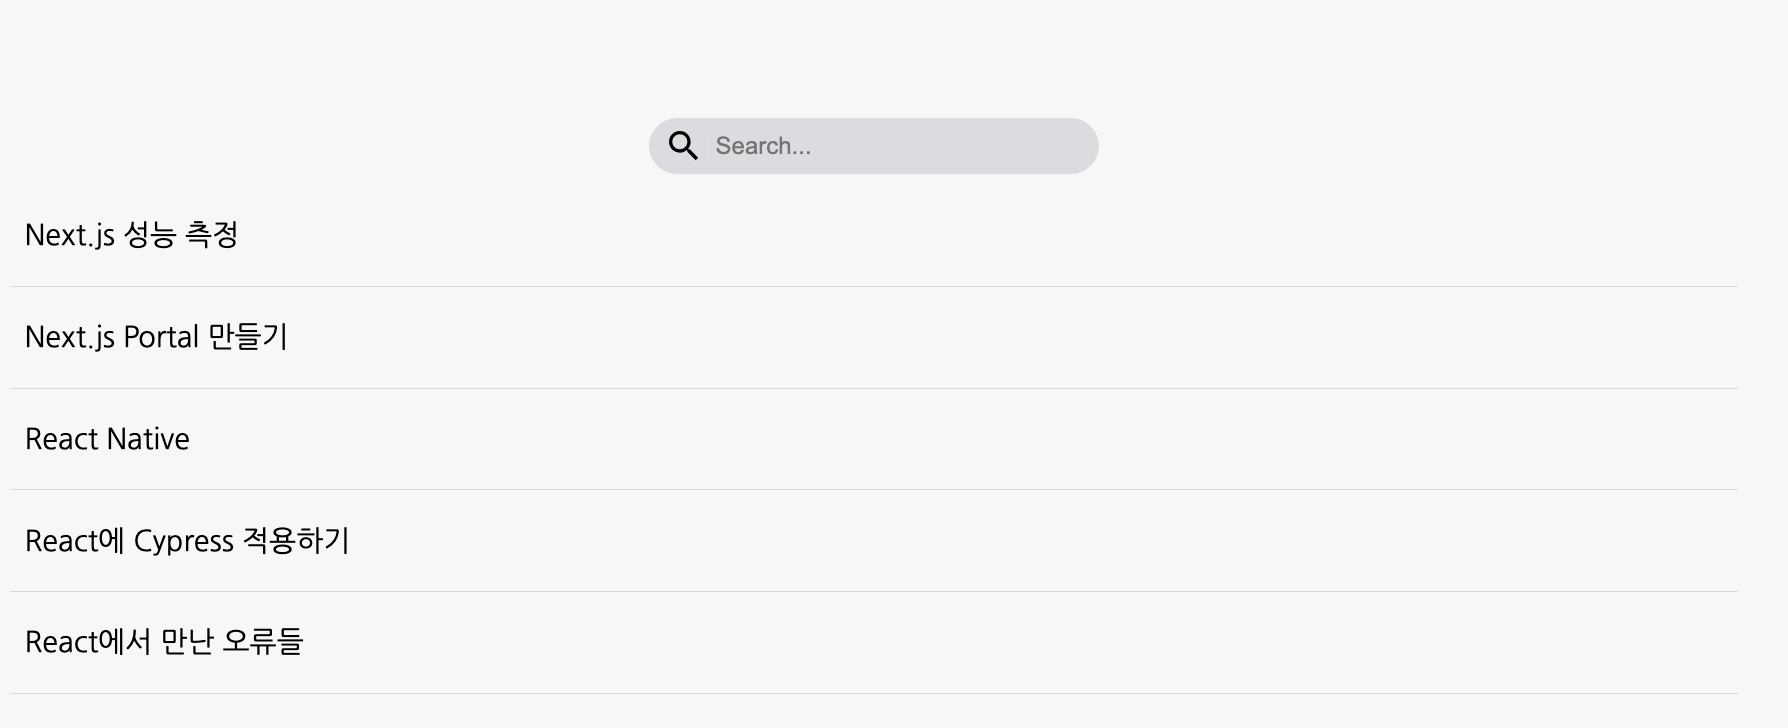 Search...
Next.js 성능 측정
Next.js Portal 만들기
React Native
React에 Cypress 적용하기
React에서 만난 오류들